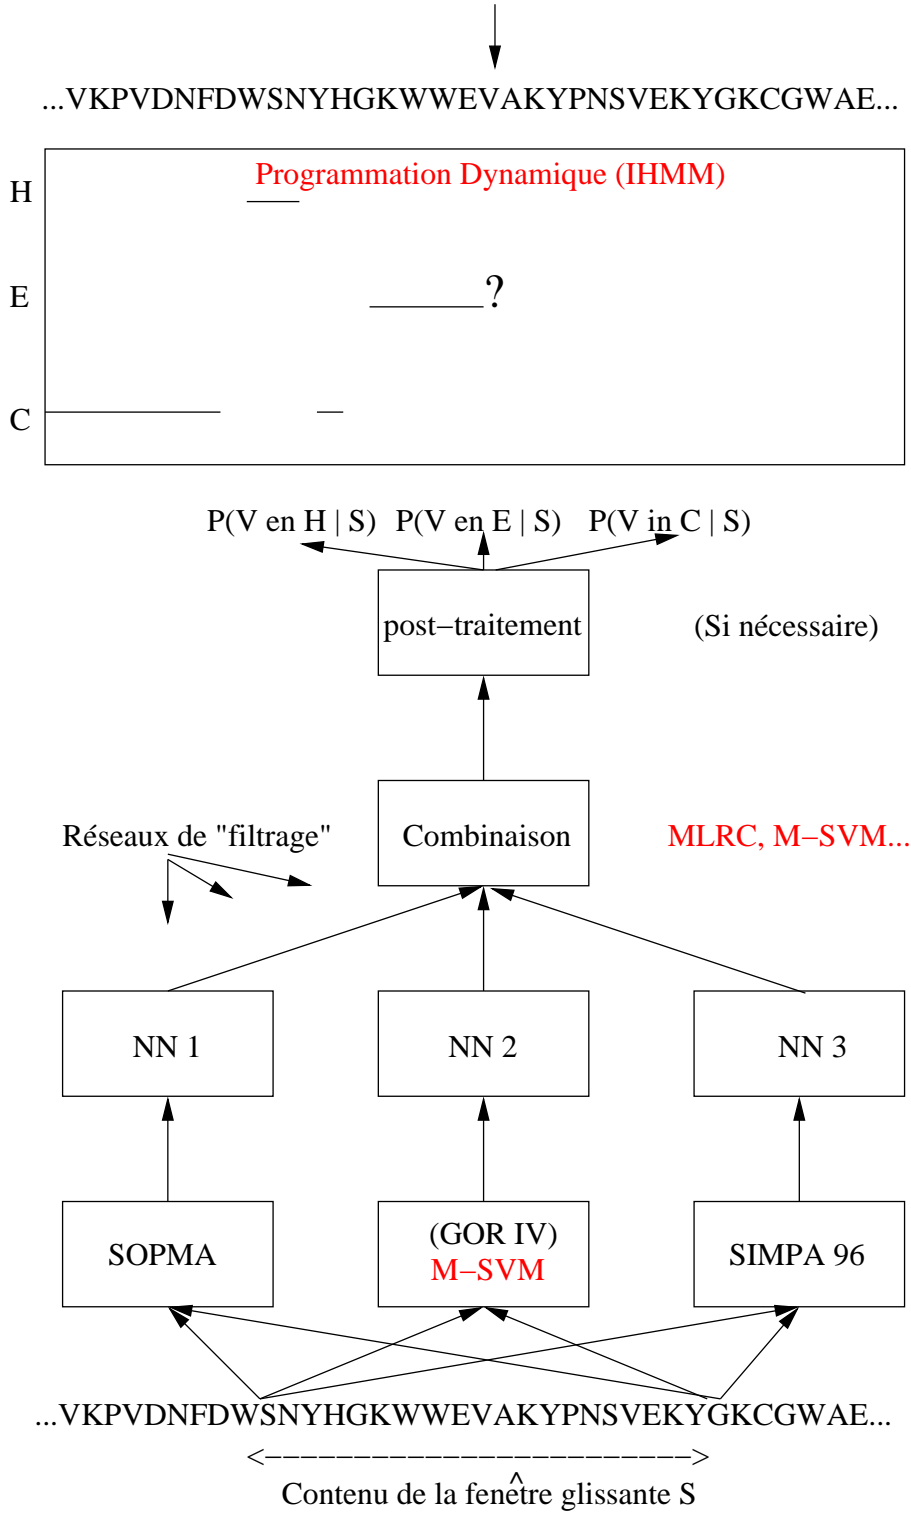 ...VKPVDNFDWSNYHGKWWEVAKYPNSVEKYGKCGWAE...
Programmation Dynamique (IHMM)
H
E
?
C
P(V en H | S) P(V en E | S) P(V in C | S)
post−traitement
(Si nécessaire)
Réseaux de "filtrage"
Combinaison
MLRC, M−SVM...
NN 1
NN 2
NN 3
SOPMA
(GOR IV)
M−SVM
SIMPA 96
...VKPVDNFDWSNYHGKWWEVAKYPNSVEKYGKCGWAE...
<−−−−−−−−−−−−−−−−−−−−−−−−>
Contenu de la fenêtre glissante S